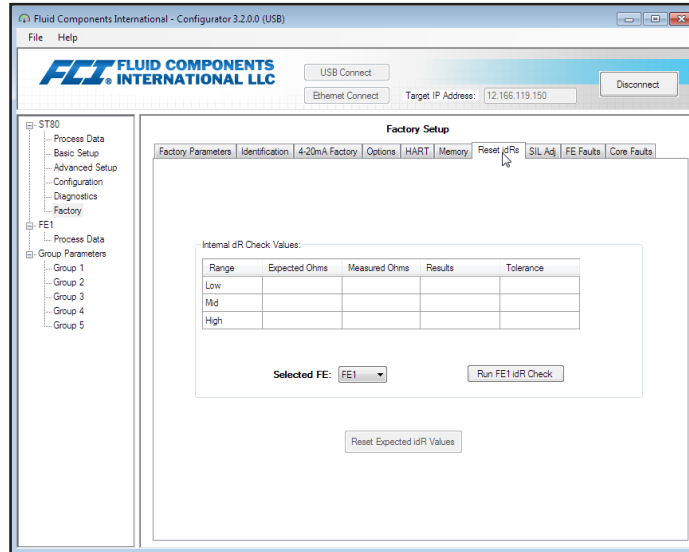 Fluid Components International - Configurator 3.2.0.0 (USB)
File Help
FCI. FLUID COMPONENTS
® INTERNATIONAL LLC
USB Connect
Ethernet Connect
Target IP Address: 12.166.119.150
Disconnect
ST80
Process Data
Basic Setup
Advanced Setup
Configuration
Diagnostics
Factory
FE1
Process Data
Group Parameters
Group 1
Group 2
Group 3
Group 4
Group 5
Factory Setup
Factory Parameters Identification 4-20mA Factory Options HART Memory Reset idRs SIL Adj FE Faults Core Faults
Internal dR Check Values:
Range Expected Ohms Measured Ohms Results Tolerance
Low
Mid
High
Selected FE: FE1
Run FE1 idR Check
Reset Expected idR Values